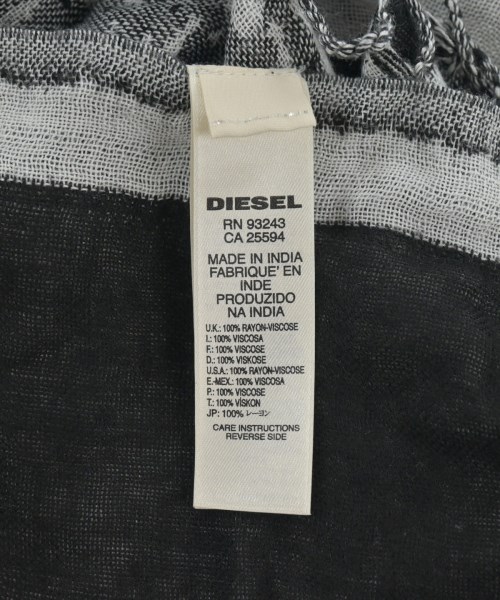 DIESEL
RN 93243
CA 25594
MADE IN INDIA
FABRIQUE' EN
INDE
PRODUZIDO
NA INDIA
U.K.: 100% RAYON-VISCOSE
I.: 100% VISCOSA
F.: 100% VISCOSE
D.: 100% VISKOSE
U.S.A.: 100% RAYON-VISCOSE
E.-MEX.: 100% VISCOSA
P.: 100% VISCOSE
T.: 100% VİSKON
JP: 100% レーヨン
CARE INSTRUCTIONS
REVERSE SIDE